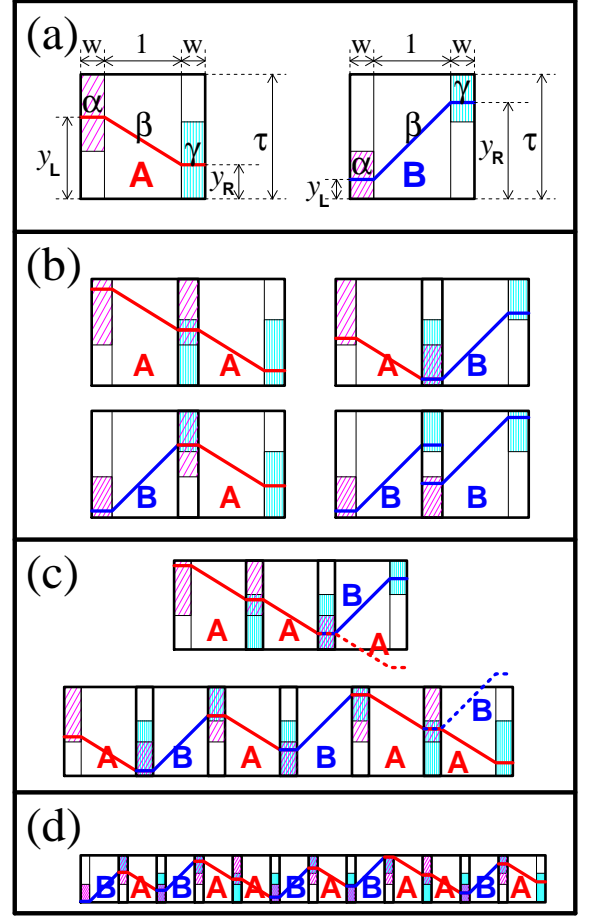 (a)
w 1 w w 1 w
α β γ A y_L y_R τ
α β γ B y_L y_R τ
(b)
A A A B
B A B B
(c)
A A B A
A B A B A A B
(d)
B A B A A B A B A A B A